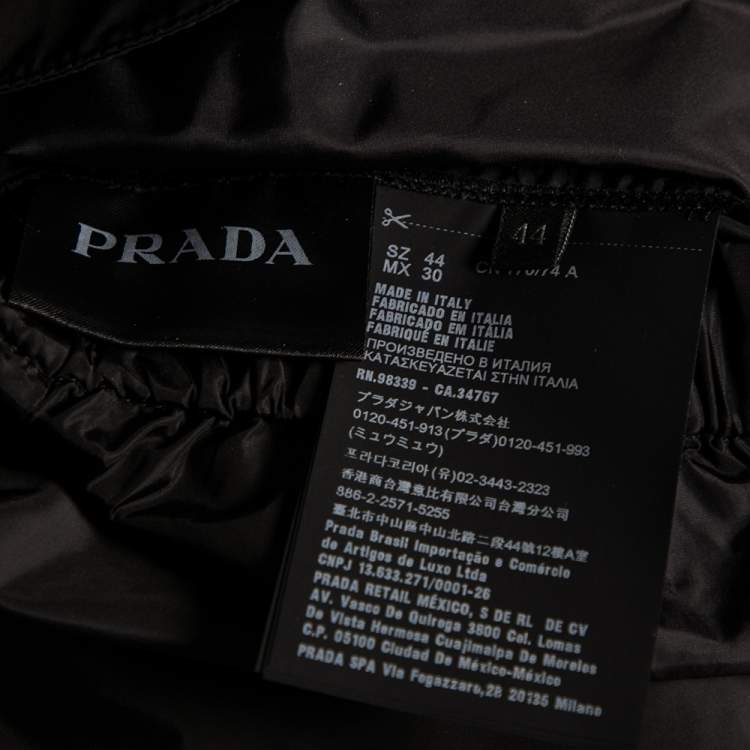 PRADA
44
SZ 44
MX 30
CN 170/74 A
MADE IN ITALY
FABRICADO EN ITALIA
FABRICADO EM ITÁLIA
FABRIQUÉ EN ITALIE
ПРОИЗВЕДЕНО В ИТАЛИЯ
ΚΑΤΑΣΚΕΥΑΖΕΤΑΙ ΣΤΗΝ ΙΤΑΛΙΑ
RN.98339 - CA.34767
プラダジャパン株式会社
0120-451-913(プラダ)0120-451-993
(ミュウミュウ)
프라다코리아(유)02-3443-2323
香港商台灣意比有限公司台灣分公司
886-2-2571-5255
臺北市中山區中山北路二段44號12樓A室
Prada Brasil Importação e Comércio
de Artigos de Luxo Ltda
CNPJ 13.633.271/0001-26
PRADA RETAIL MÉXICO, S DE RL DE CV
AV. Vasco De Quiroga 3800 Col. Lomas
De Vista Hermosa Cuajimalpa De Morelos
C.P. 05100 Ciudad De México-México
PRADA SPA Via Fogazzaro,28 20135 Milano